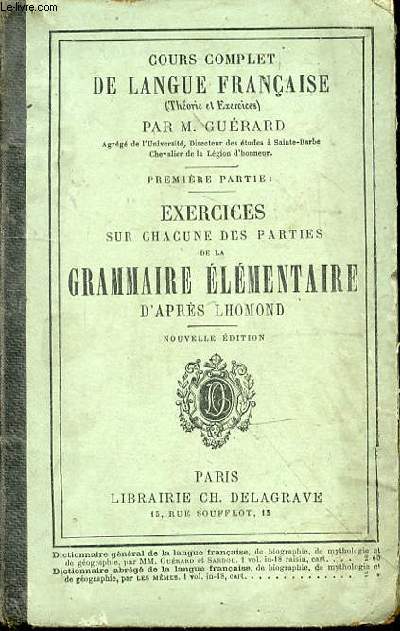 Le-livre.com
COURS COMPLET
DE LANGUE FRANÇAISE
(Théorie et Exercices)
PAR M. GUÉRARD
Agrégé de l'Université, Directeur des études à Sainte-Barbe
Chevalier de la Légion d'honneur.
PREMIÈRE PARTIE:
EXERCICES
SUR CHACUNE DES PARTIES
DE LA
GRAMMAIRE ÉLÉMENTAIRE
D'APRÈS LHOMOND
NOUVELLE ÉDITION
PARIS
LIBRAIRIE CH. DELAGRAVE
15, RUE SOUFFLOT, 15
Dictionnaire général de la langue française, de biographie, de mythologie et
de géographie, par MM. GUÉRARD et SARDOU. 1 vol. in-18 raisin, cart. . . .
Dictionnaire abrégé de la langue française, de biographie, de mythologie et
de géographie, par LES MÊMES. 1 vol. in-18, cart. . . . . . . . . . . . . . .